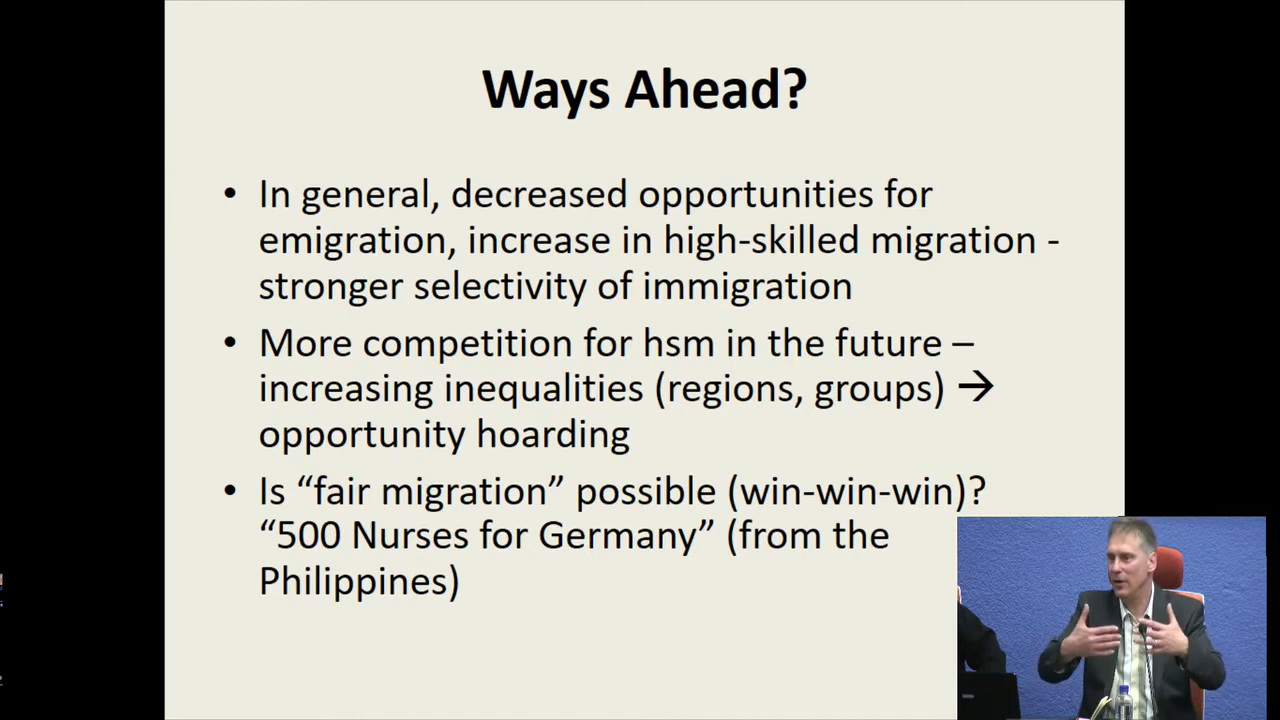 Ways Ahead?
• In general, decreased opportunities for
emigration, increase in high-skilled migration -
stronger selectivity of immigration
• More competition for hsm in the future –
increasing inequalities (regions, groups) →
opportunity hoarding
• Is “fair migration” possible (win-win-win)?
“500 Nurses for Germany” (from the
Philippines)